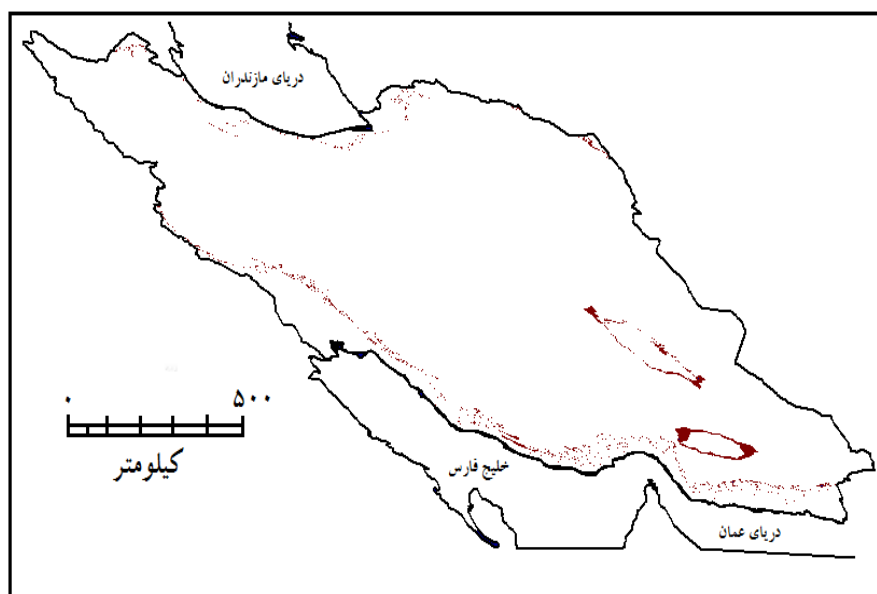 دریای مازندران
۰ ۵۰۰
کیلومتر
خلیج فارس
دریای عمان